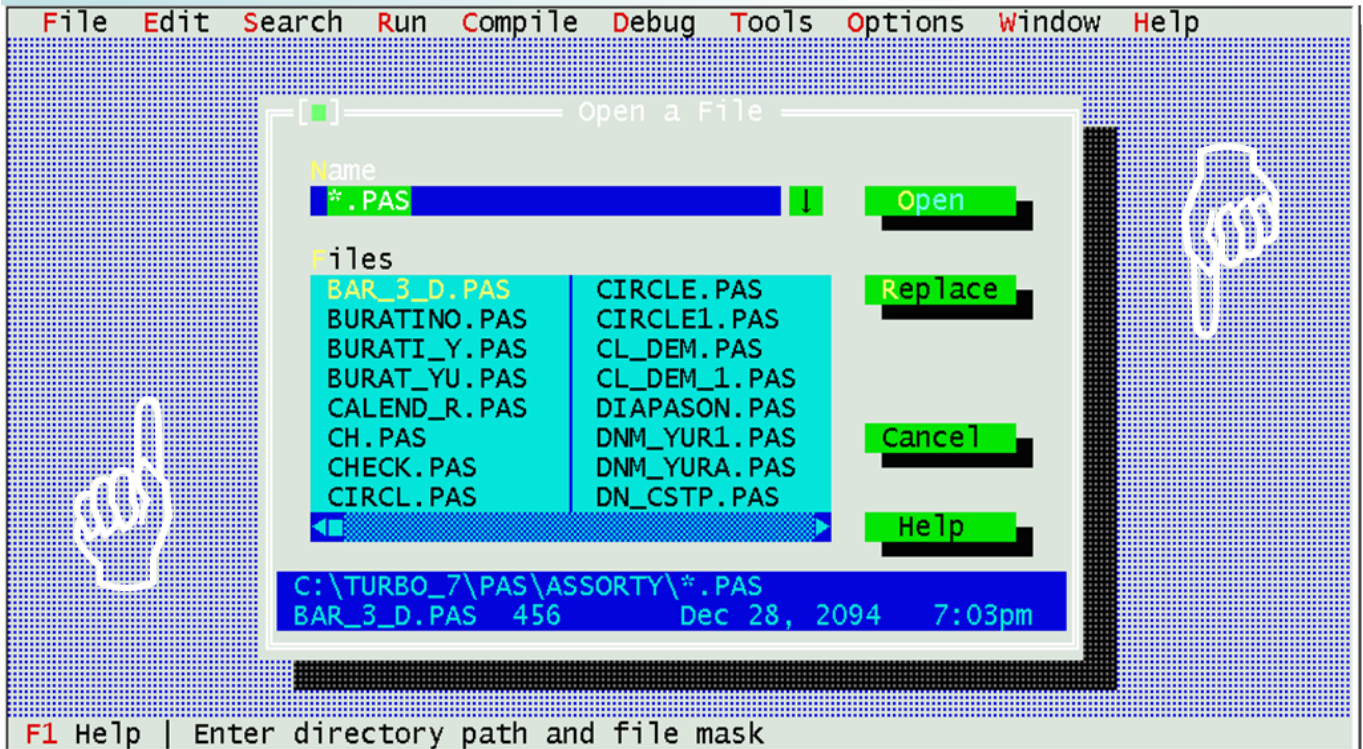 File Edit Search Run Compile Debug Tools Options Window Help
Open a File
Name
*.PAS
Open
Files
BAR_3_D.PAS CIRCLE.PAS
Replace
BURATINO.PAS CIRCLE1.PAS
BURATI_Y.PAS CL_DEM.PAS
BURAT_YU.PAS CL_DEM_1.PAS
CALEND_R.PAS DIAPASON.PAS
CH.PAS DNM_YUR1.PAS
Cancel
CHECK.PAS DNM_YURA.PAS
CIRCL.PAS DN_CSTP.PAS
Help
C:\TURBO_7\PAS\ASSORTY\*.PAS
BAR_3_D.PAS 456 Dec 28, 2094 7:03pm
F1 Help | Enter directory path and file mask